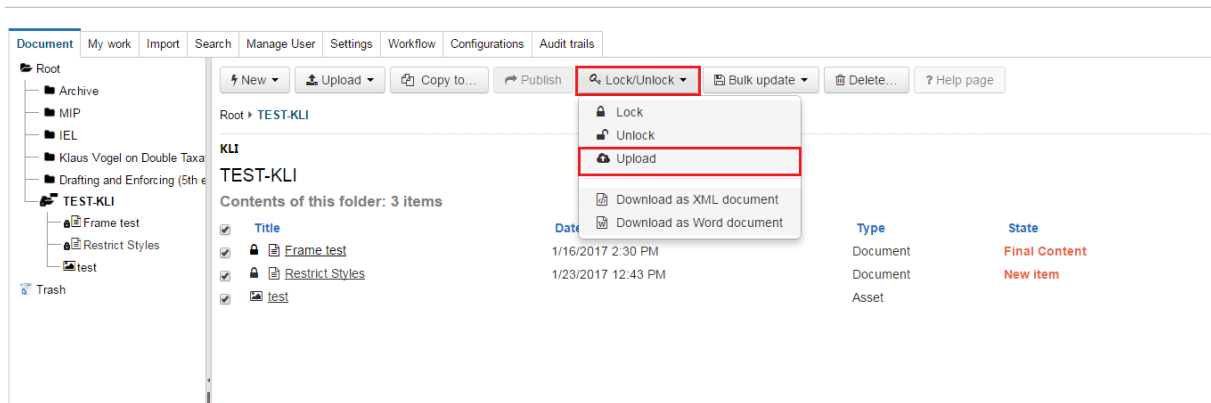 Document My work Import Search Manage User Settings Workflow Configurations Audit trails
Root
Archive
MIP
IEL
Klaus Vogel on Double Taxa
Drafting and Enforcing (5th e
TEST-KLI
Frame test
Restrict Styles
test
Trash
New Upload Copy to... Publish Lock/Unlock Bulk update Delete... ? Help page
Lock
Unlock
Upload
Download as XML document
Download as Word document
Root TEST-KLI
KLI
TEST-KLI
Contents of this folder: 3 items
Title Date Type State
Frame test 1/16/2017 2:30 PM Document Final Content
Restrict Styles 1/23/2017 12:43 PM Document New item
test Asset